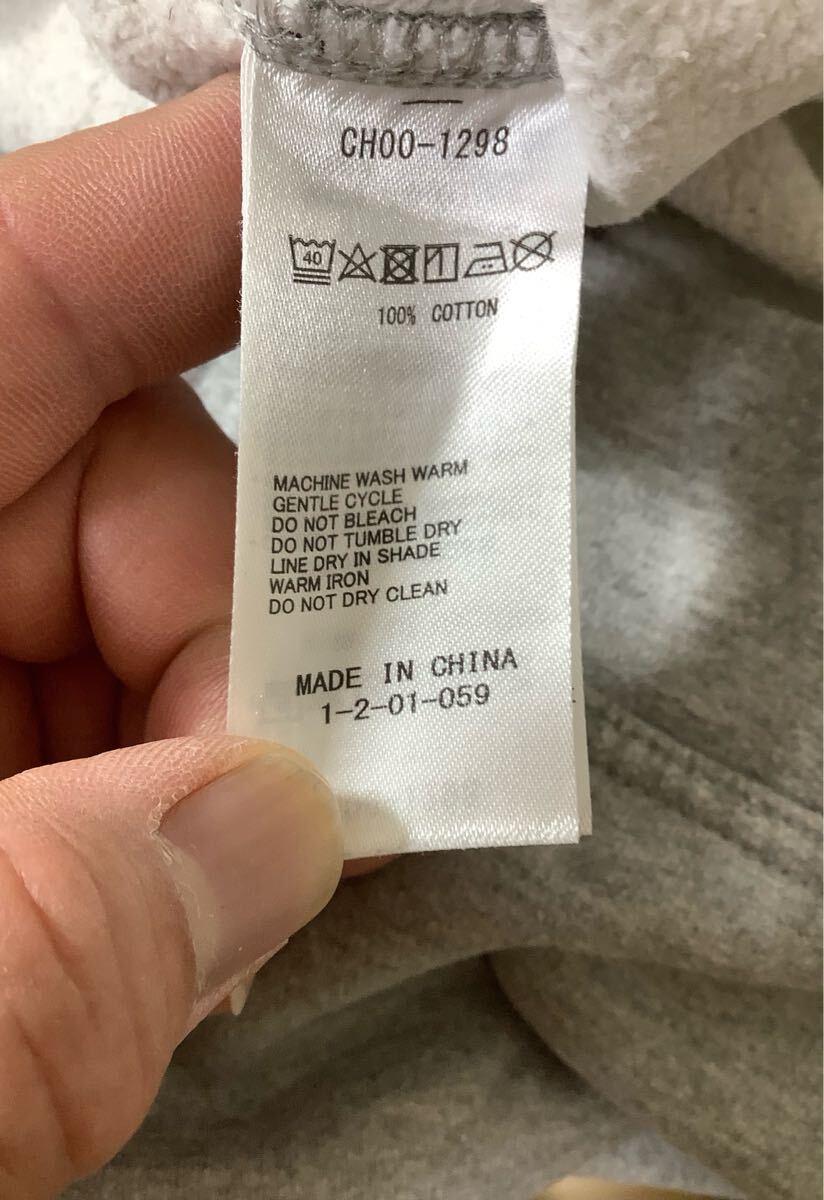 CH00-1298
40
100% COTTON
MACHINE WASH WARM
GENTLE CYCLE
DO NOT BLEACH
DO NOT TUMBLE DRY
LINE DRY IN SHADE
WARM IRON
DO NOT DRY CLEAN
MADE IN CHINA
1-2-01-059